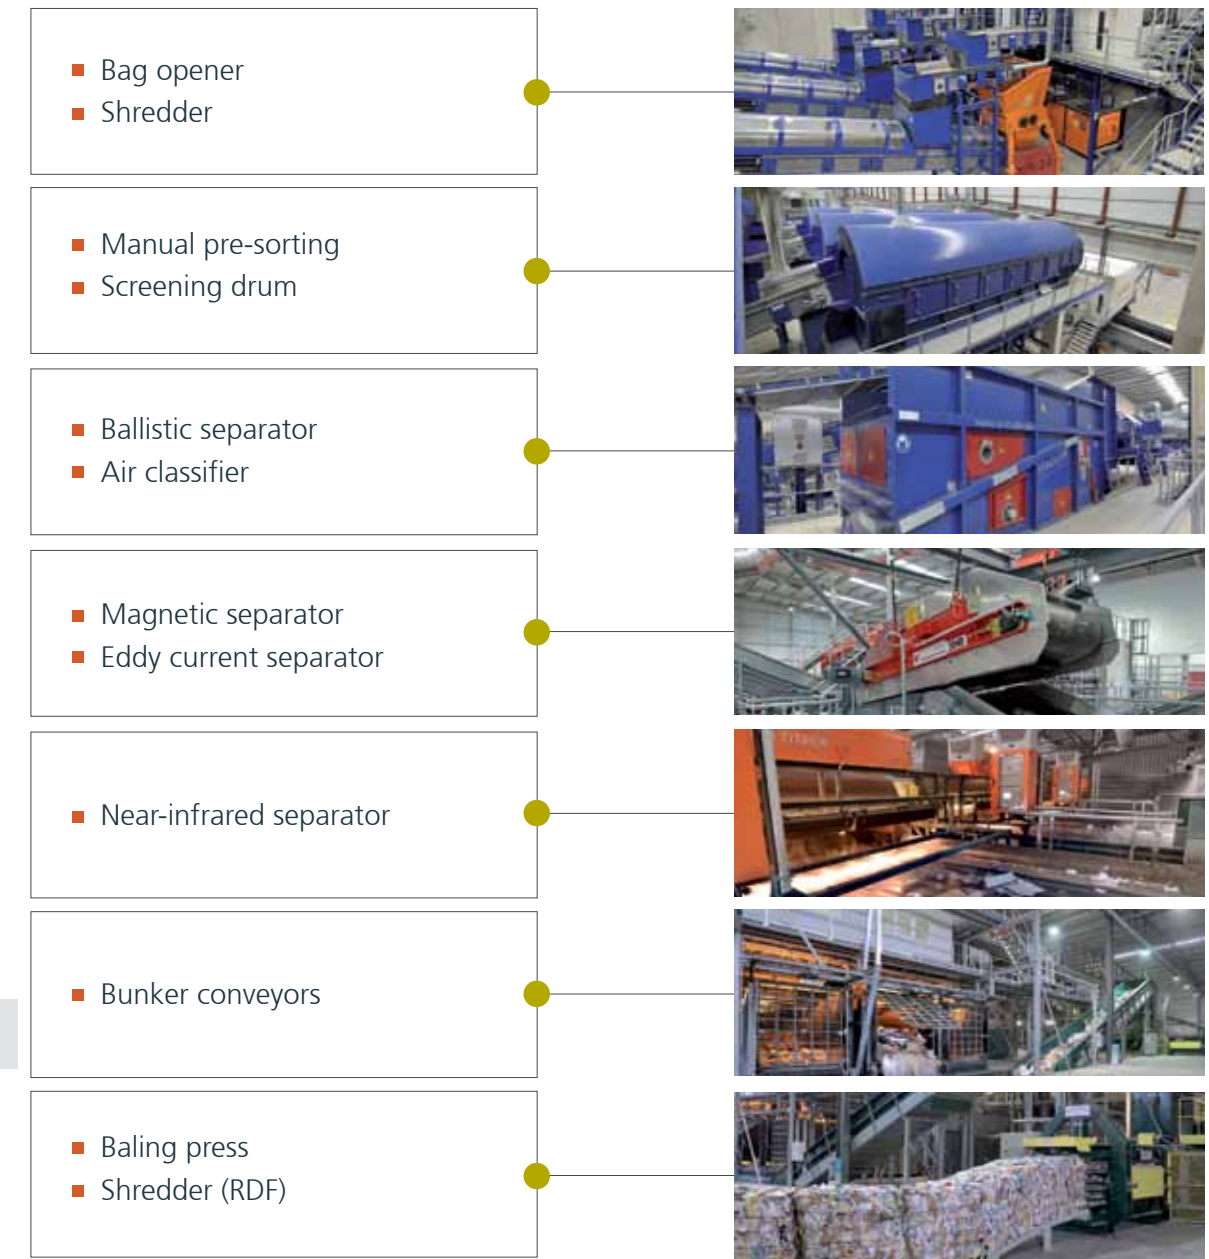 Bag opener
Shredder
Manual pre-sorting
Screening drum
Ballistic separator
Air classifier
Magnetic separator
Eddy current separator
Near-infrared separator
TITECH
Bunker conveyors
Baling press
Shredder (RDF)